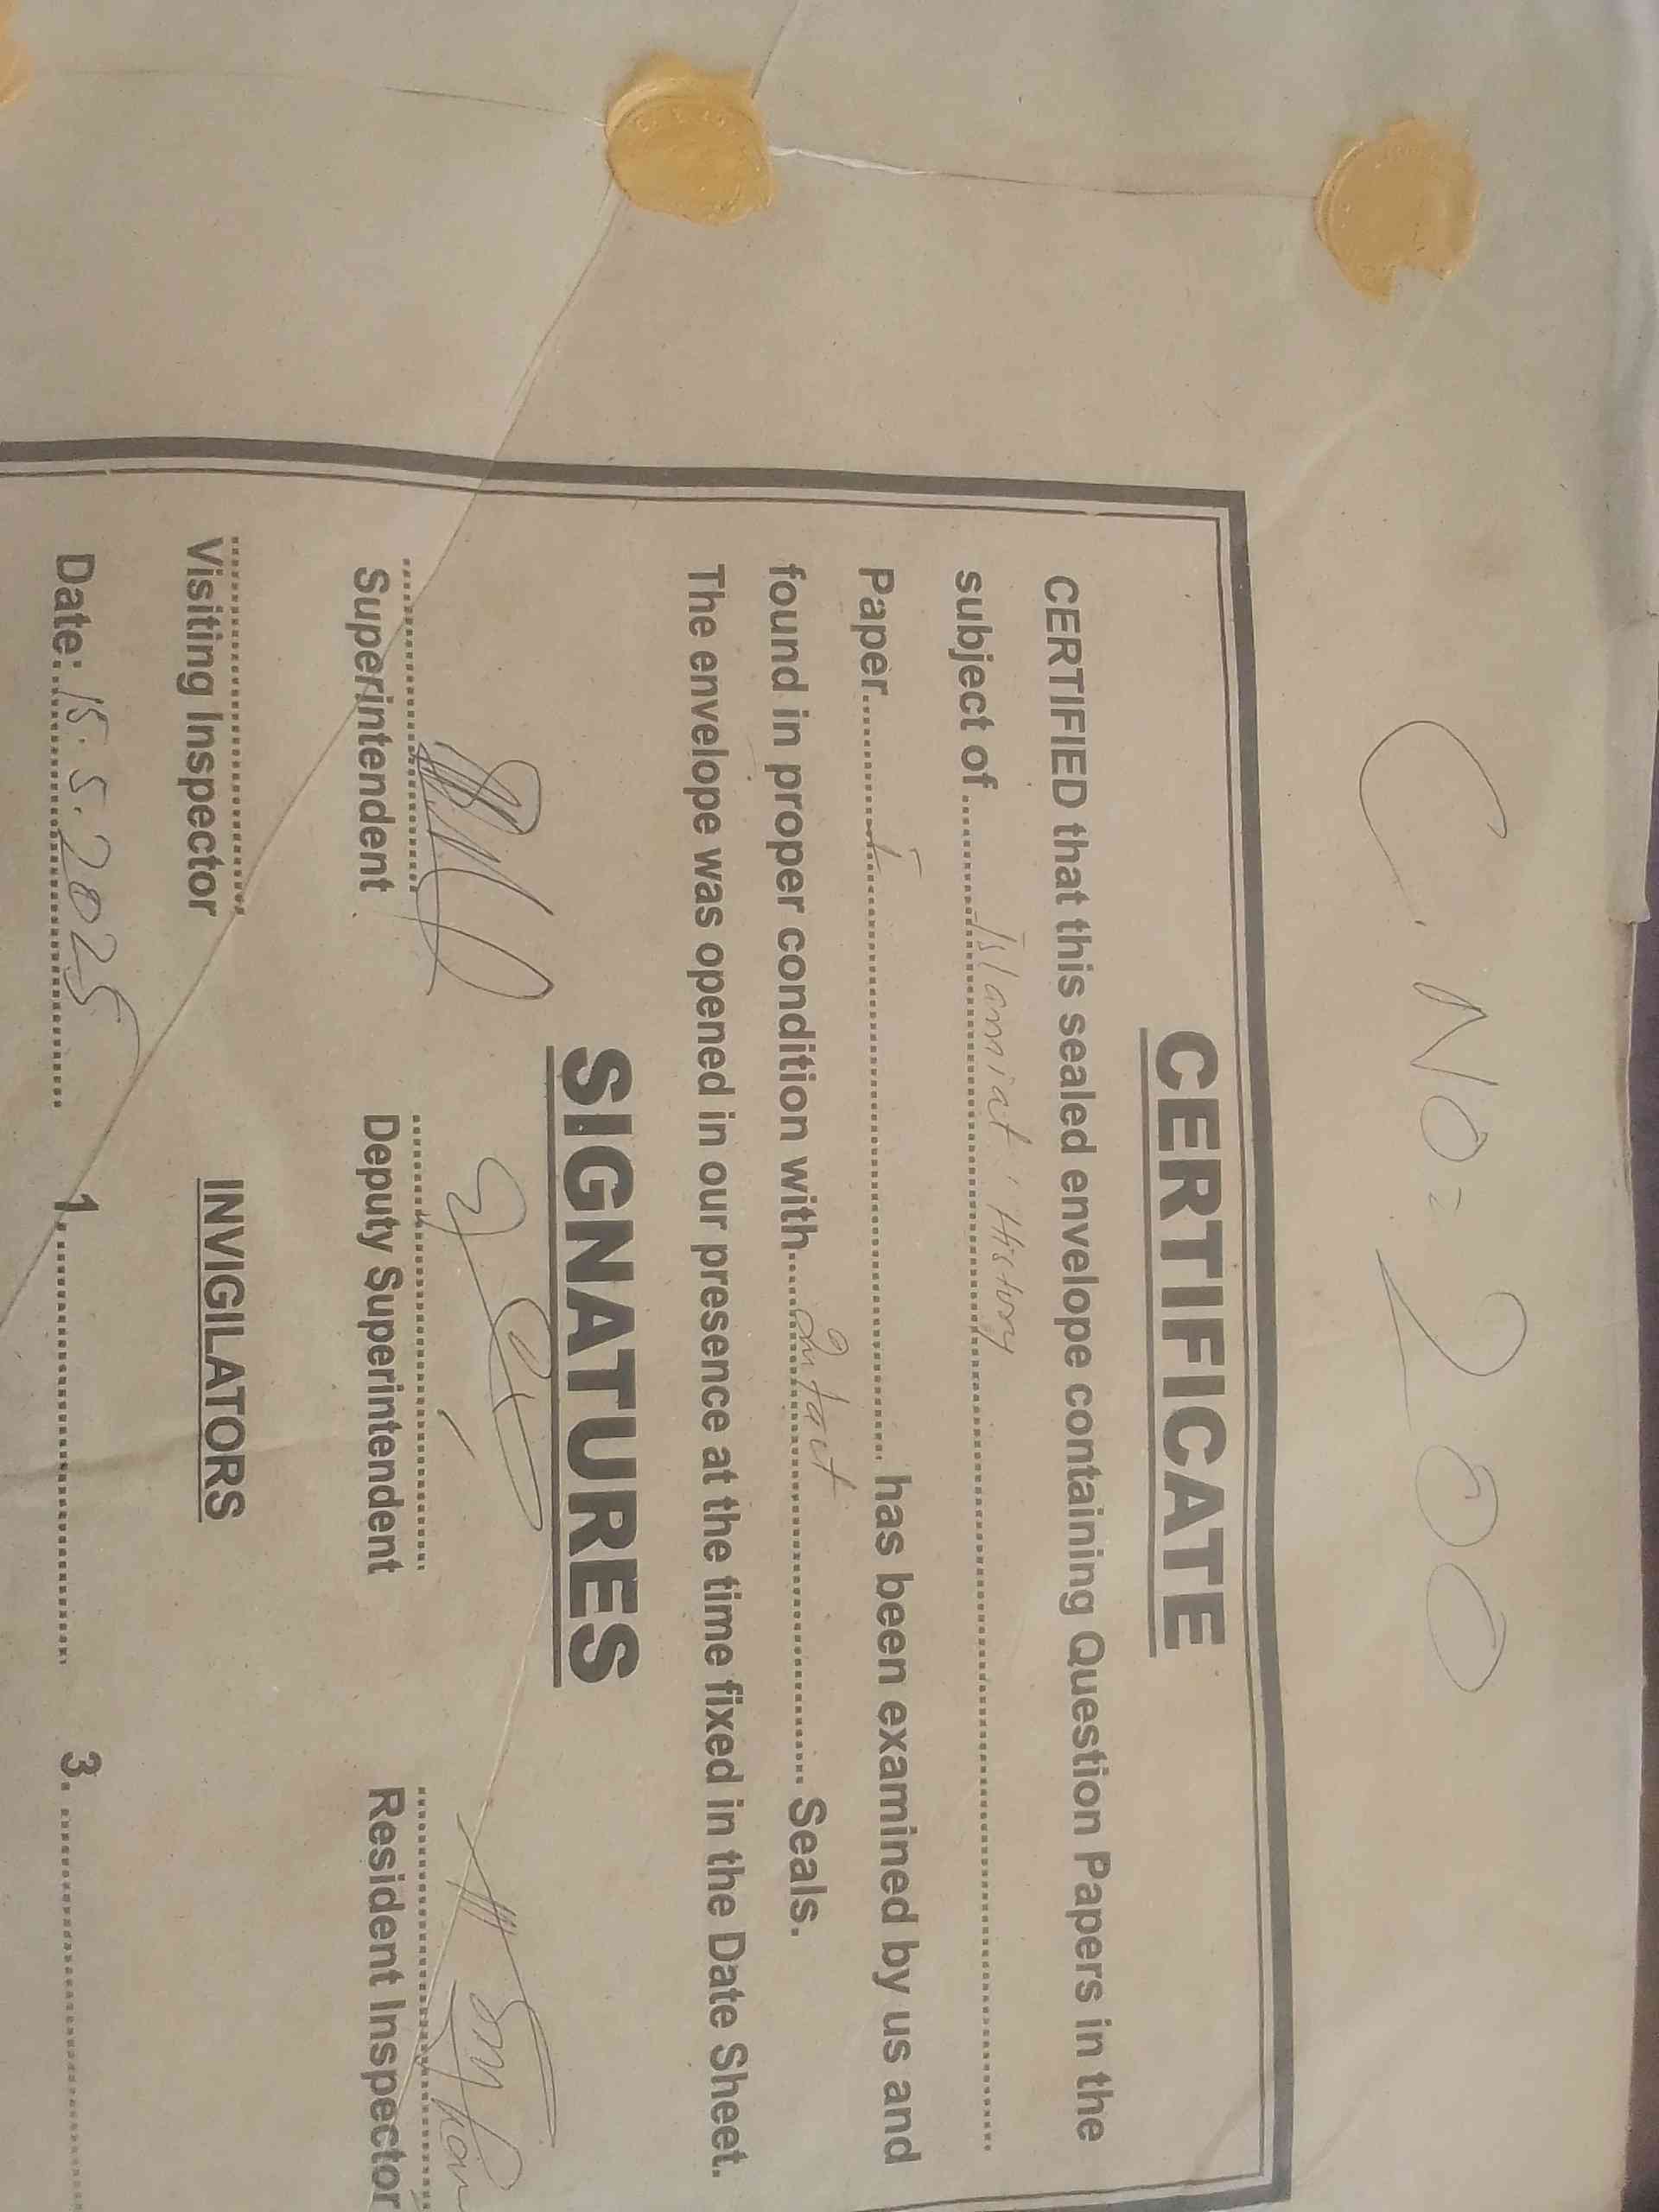 C. No = 200
CERTIFICATE
CERTIFIED that this sealed envelope containing Question Papers in the
subject of Islamiat, History
Paper I has been examined by us and
found in proper condition with Intact Seals.
The envelope was opened in our presence at the time fixed in the Date Sheet.
SIGNATURES
Superintendent Deputy Superintendent Resident Inspector
Visiting Inspector INVIGILATORS
Date: 15.5.2025 1. 3.